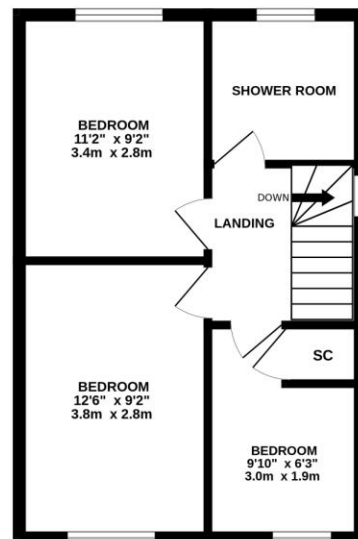 BEDROOM
11'2" x 9'2"
3.4m x 2.8m
SHOWER ROOM
DOWN
LANDING
BEDROOM
12'6" x 9'2"
3.8m x 2.8m
SC
BEDROOM
9'10" x 6'3"
3.0m x 1.9m